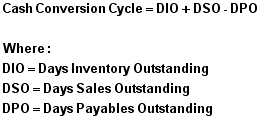 Cash Conversion Cycle = DIO + DSO - DPO
Where :
DIO = Days Inventory Outstanding
DSO = Days Sales Outstanding
DPO = Days Payables Outstanding